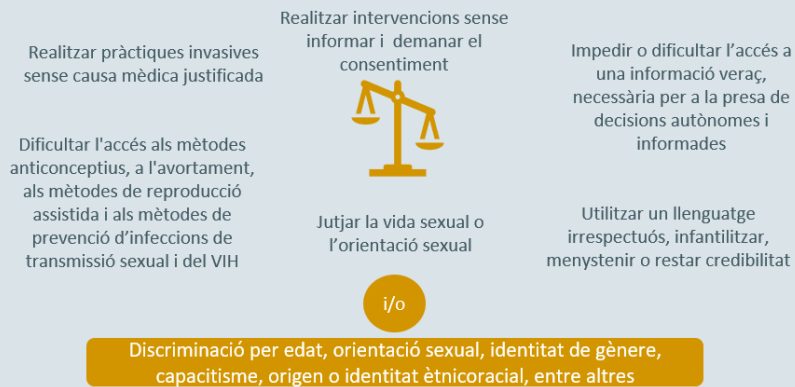 Realitzar pràctiques invasives
sense causa mèdica justificada
Realitzar intervencions sense
informar i demanar el
consentiment
Impedir o dificultar l’accés a
una informació veraç,
necessària per a la presa de
decisions autònomes i
informades
Dificultar l'accés als mètodes
anticonceptius, a l'avortament,
als mètodes de reproducció
assistida i als mètodes de
prevenció d’infeccions de
transmissió sexual i del VIH
Jutjar la vida sexual o
l’orientació sexual
Utilitzar un llenguatge
irrespectuós, infantilitzar,
menystenir o restar credibilitat
i/o
Discriminació per edat, orientació sexual, identitat de gènere,
capacitisme, origen o identitat ètnicoracial, entre altres